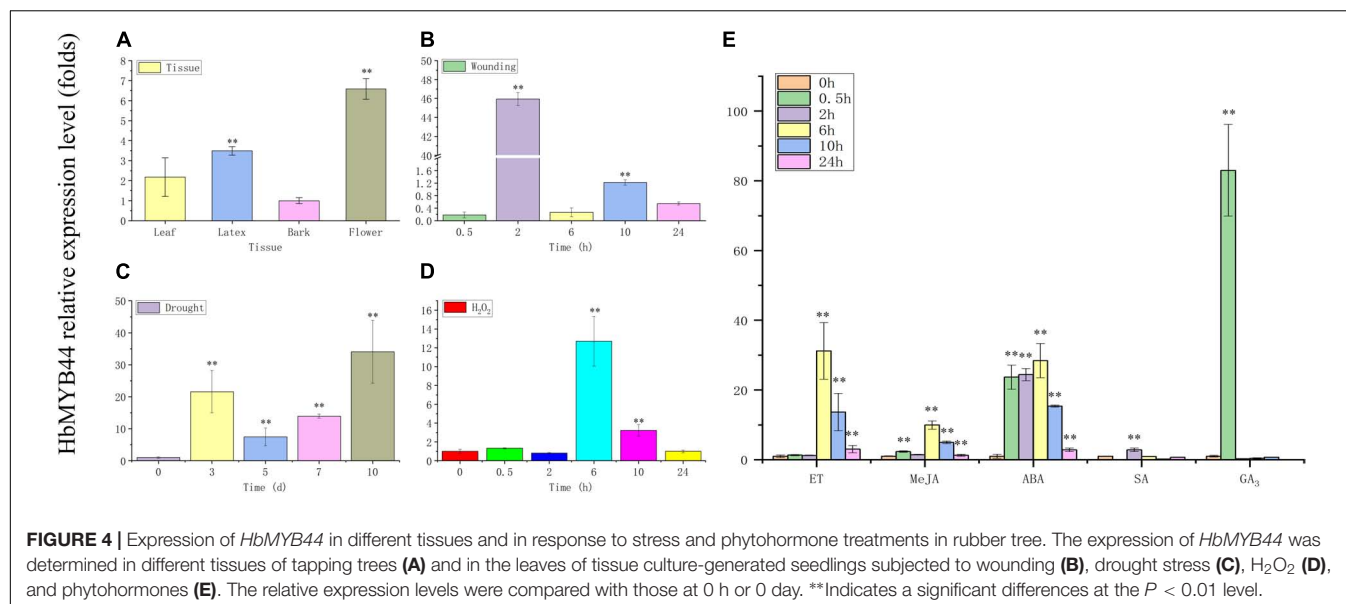 HbMYB44 relative expression level (folds)
A
Tissue
8
7
6
5
4
3
2
1
0
**
**
Leaf Latex Bark Flower
Tissue
B
Wounding
50
48
46
44
42
40
1.6
1.2
0.8
0.4
0.0
**
**
0.5 2 6 10 24
Time (h)
C
Drought
50
40
30
20
10
0
**
**
**
**
0 3 5 7 10
Time (d)
D
H2O2
16
14
12
10
8
6
4
2
0
**
**
0 0.5 2 6 10 24
Time (h)
E
0h
0.5h
2h
6h
10h
24h
100
80
60
40
20
0
** ** **
** ** ** **
** ** ** ** **
**
**
ET MeJA ABA SA GA3
FIGURE 4 | Expression of HbMYB44 in different tissues and in response to stress and phytohormone treatments in rubber tree. The expression of HbMYB44 was
determined in different tissues of tapping trees (A) and in the leaves of tissue culture-generated seedlings subjected to wounding (B), drought stress (C), H2O2 (D),
and phytohormones (E). The relative expression levels were compared with those at 0 h or 0 day. **Indicates a significant differences at the P < 0.01 level.